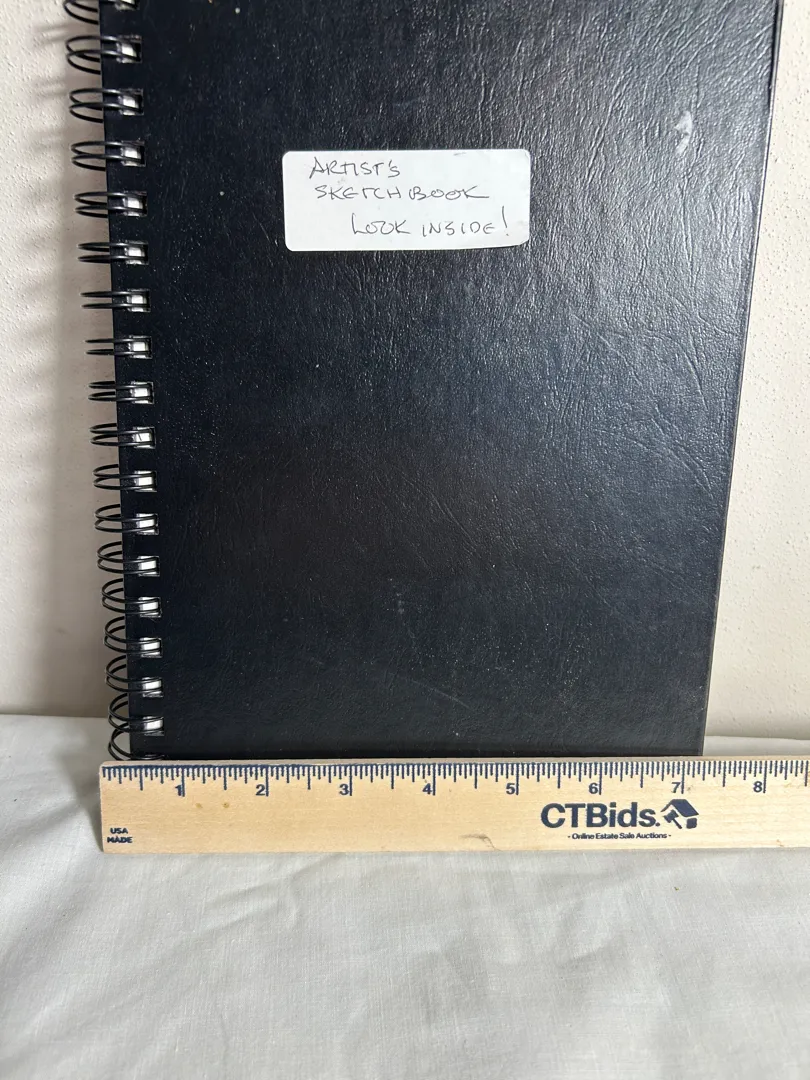 ARTIST'S
SKETCHBOOK
LOOK INSIDE!
1 2 3 4 5 6 7 8
USA
MADE
CTBids.
- Online Estate Sale Auctions -